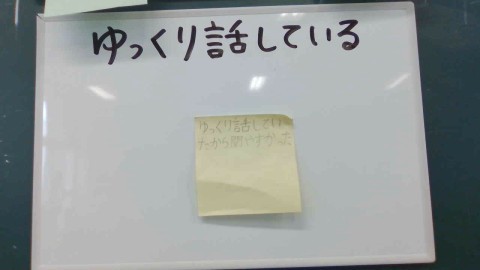 ゆっくり話している
ゆっくり話してい
たから聞きやすかった